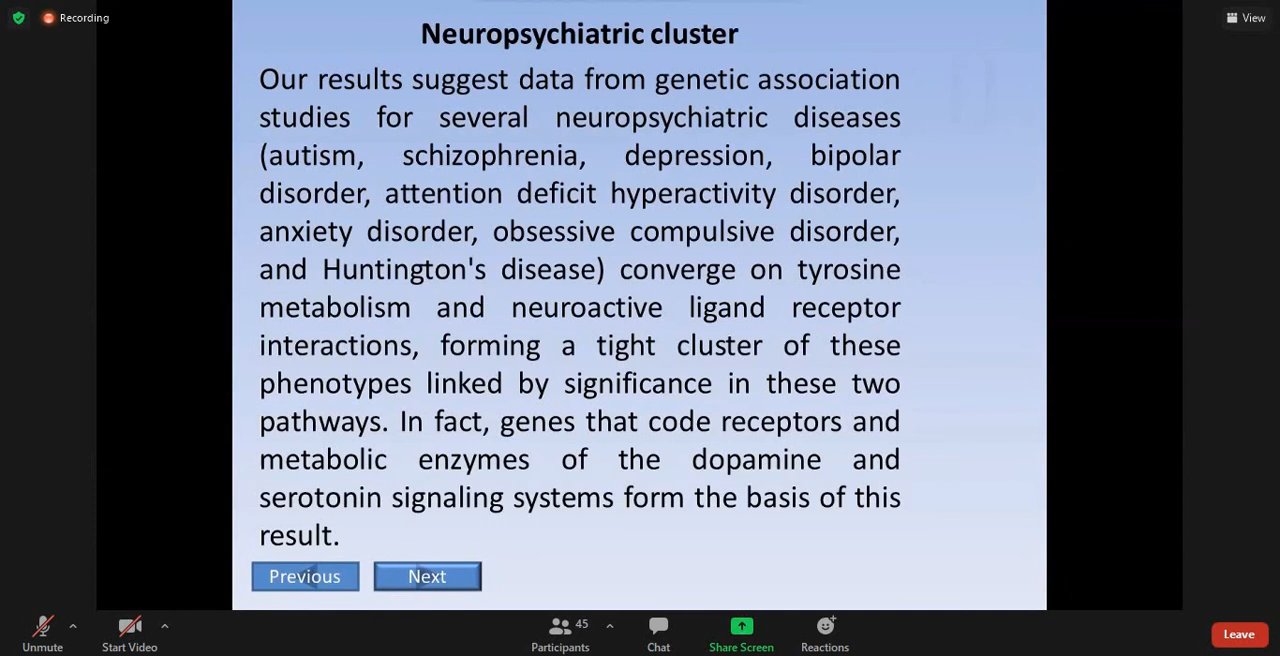 Recording
View
Neuropsychiatric cluster
Our results suggest data from genetic association
studies for several neuropsychiatric diseases
(autism, schizophrenia, depression, bipolar
disorder, attention deficit hyperactivity disorder,
anxiety disorder, obsessive compulsive disorder,
and Huntington's disease) converge on tyrosine
metabolism and neuroactive ligand receptor
interactions, forming a tight cluster of these
phenotypes linked by significance in these two
pathways. In fact, genes that code receptors and
metabolic enzymes of the dopamine and
serotonin signaling systems form the basis of this
result.
Previous Next
45
Unmute Start Video Participants Chat Share Screen Reactions Leave